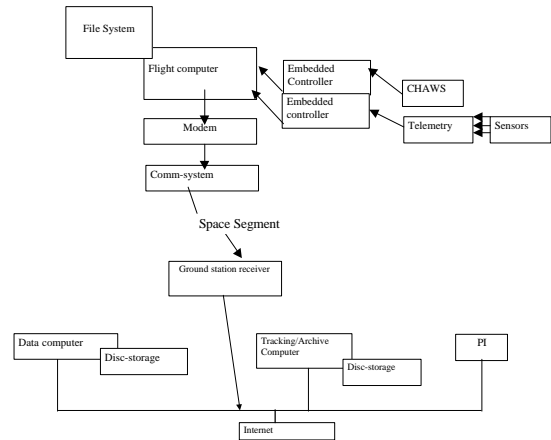 File System
Flight computer
Embedded
Controller
CHAWS
Embedded
controller
Modem
Telemetry
Sensors
Comm-system
Space Segment
Ground station receiver
Data computer
Disc-storage
Tracking/Archive
Computer
Disc-storage
PI
Internet